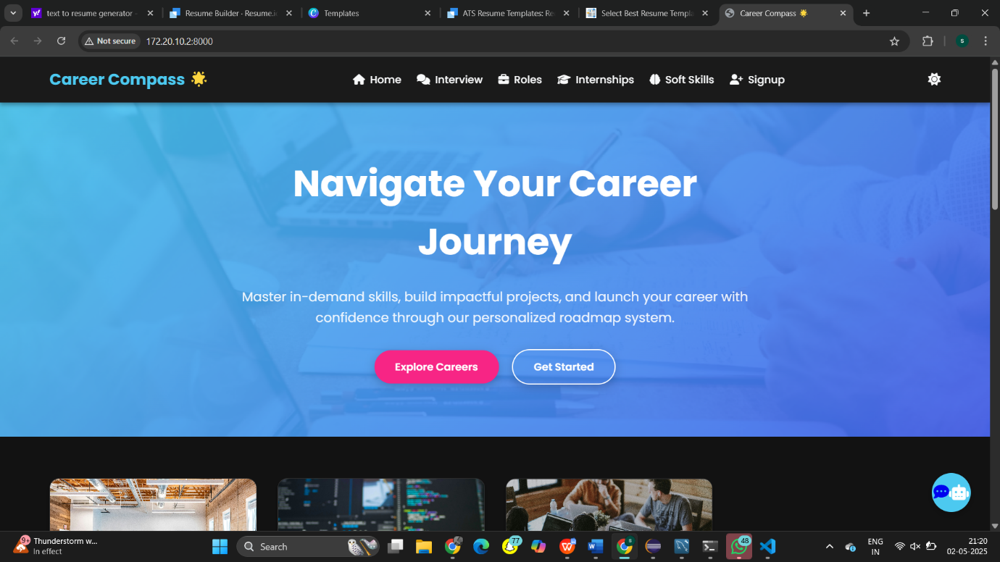 text to resume generator -
Resume Builder · Resume.i
Templates
ATS Resume Templates: Re
Select Best Resume Templa
Career Compass 🌟
Not secure
172.20.10.2:8000
S
Career Compass 🌟
Home
Interview
Roles
Internships
Soft Skills
Signup
Navigate Your Career
Journey
Master in-demand skills, build impactful projects, and launch your career with
confidence through our personalized roadmap system.
Explore Careers
Get Started
9+
Thunderstorm w...
In effect
Search
77
48
ENG
IN
21:20
02-05-2025